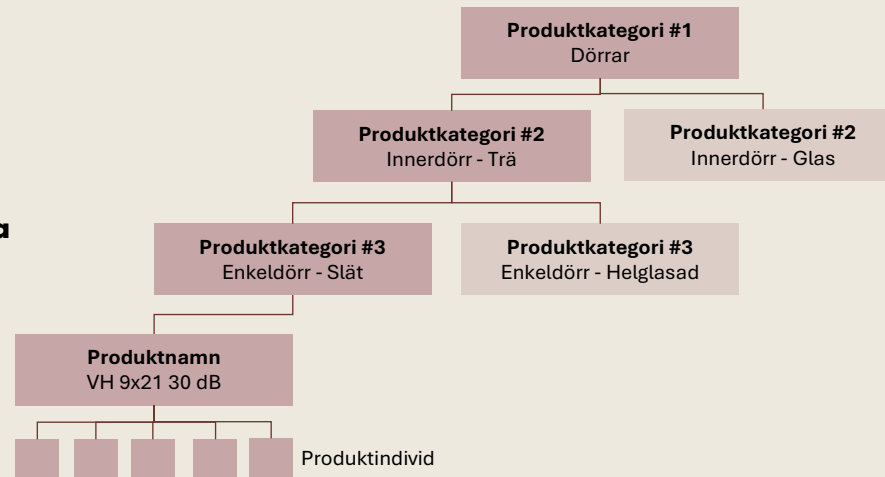 Produktkategori #1
Dörrar
Produktkategori #2
Innerdörr - Trä
Produktkategori #2
Innerdörr - Glas
Produktkategori #3
Enkeldörr - Slät
Produktkategori #3
Enkeldörr - Helglasad
Produktnamn
VH 9x21 30 dB
Produktindivid